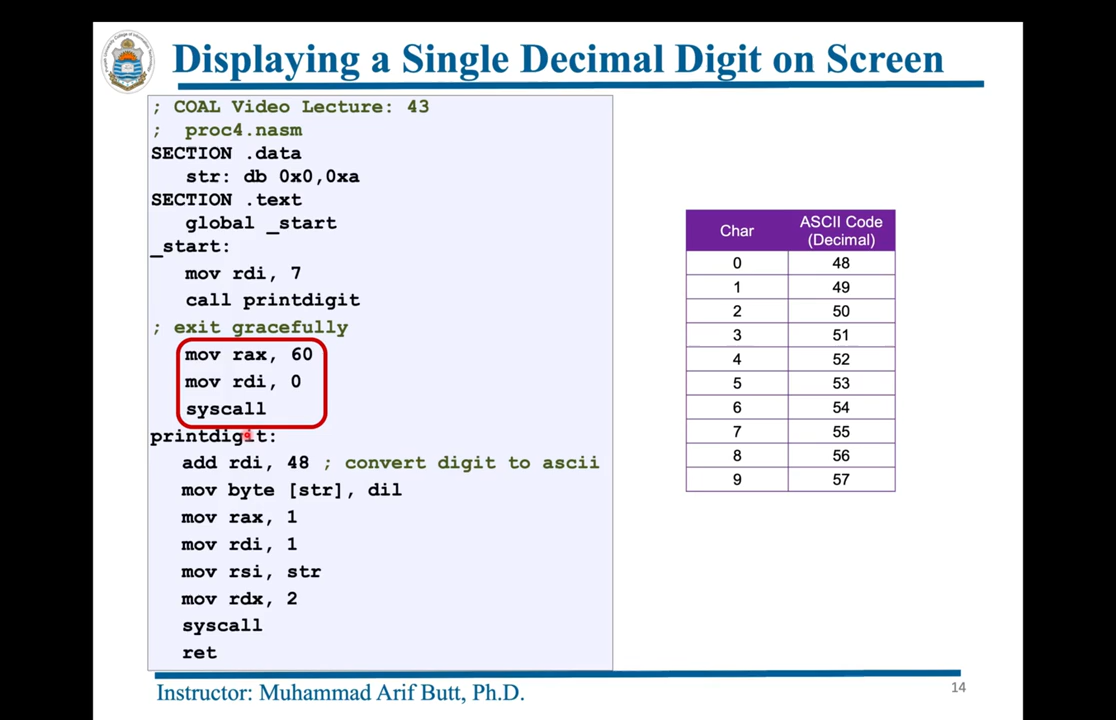 Displaying a Single Decimal Digit on Screen
; COAL Video Lecture: 43
; proc4.nasm
SECTION .data
str: db 0x0,0xa
SECTION .text
global _start
_start:
mov rdi, 7
call printdigit
; exit gracefully
mov rax, 60
mov rdi, 0
syscall
printdigit:
add rdi, 48 ; convert digit to ascii
mov byte [str], dil
mov rax, 1
mov rdi, 1
mov rsi, str
mov rdx, 2
syscall
ret
Char ASCII Code (Decimal)
0 48
1 49
2 50
3 51
4 52
5 53
6 54
7 55
8 56
9 57
Instructor: Muhammad Arif Butt, Ph.D.
14